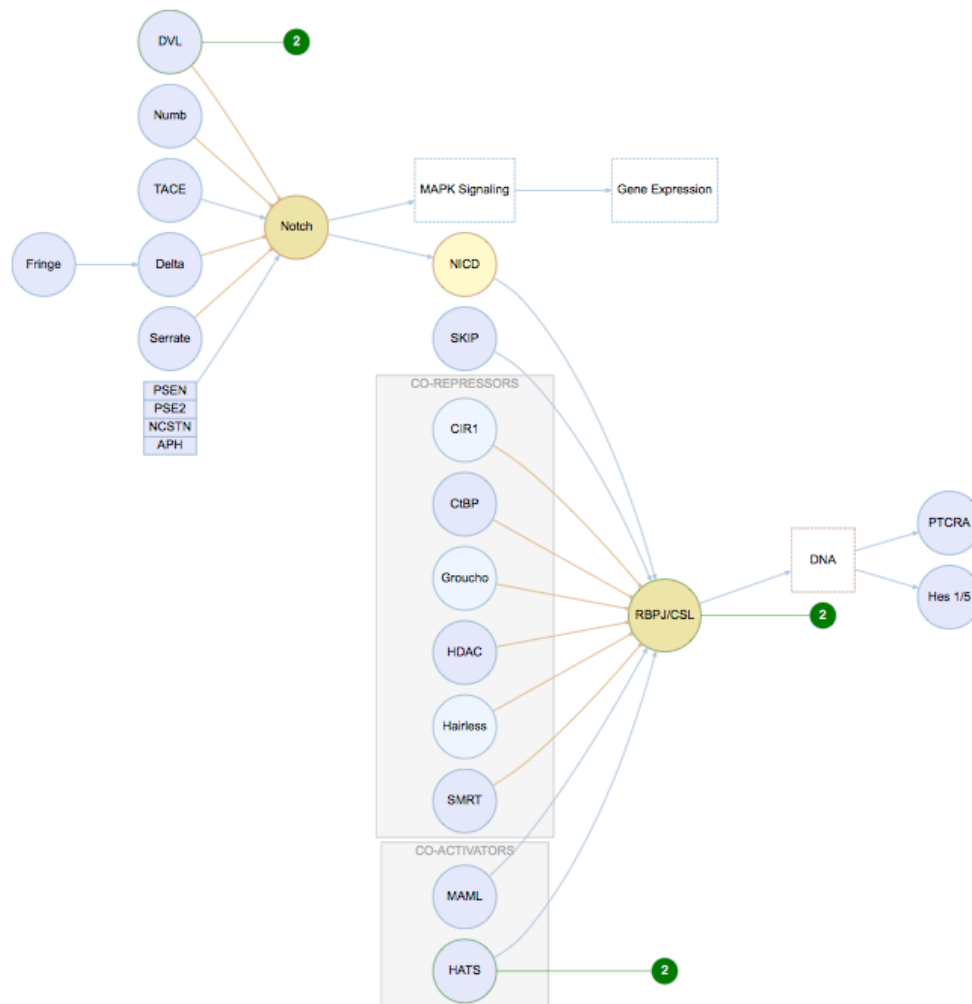 DVL
2
Numb
TACE
MAPK Signaling
Gene Expression
Notch
Fringe
Delta
NICD
Serrate
SKIP
PSEN
PSE2
NCSTN
APH
CO-REPRESSORS
CIR1
CtBP
Groucho
HDAC
Hairless
SMRT
RBPJ/CSL
2
DNA
PTCRA
Hes 1/5
CO-ACTIVATORS
MAML
HATS
2